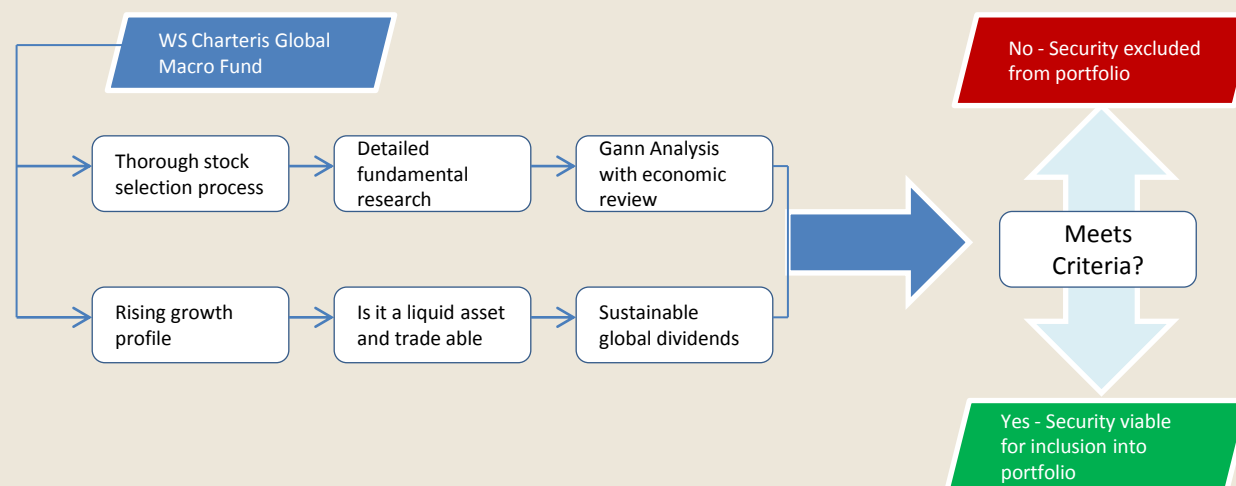 WS Charteris Global
Macro Fund
No - Security excluded
from portfolio
Thorough stock
selection process
Detailed
fundamental
research
Gann Analysis
with economic
review
Meets
Criteria?
Rising growth
profile
Is it a liquid asset
and trade able
Sustainable
global dividends
Yes - Security viable
for inclusion into
portfolio